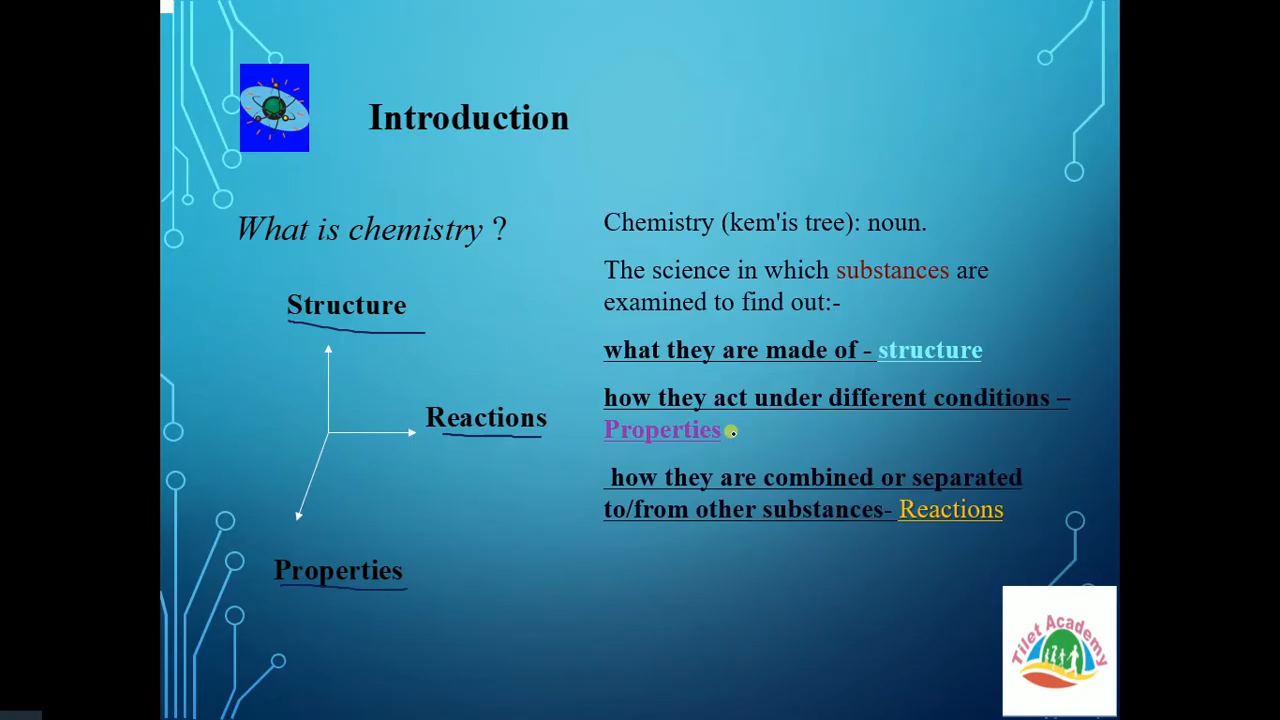 Introduction
What is chemistry ?
Structure
Reactions
Properties
Chemistry (kem'is tree): noun.
The science in which substances are
examined to find out:-
what they are made of - structure
how they act under different conditions –
Properties
how they are combined or separated
to/from other substances- Reactions
Tilet Academy